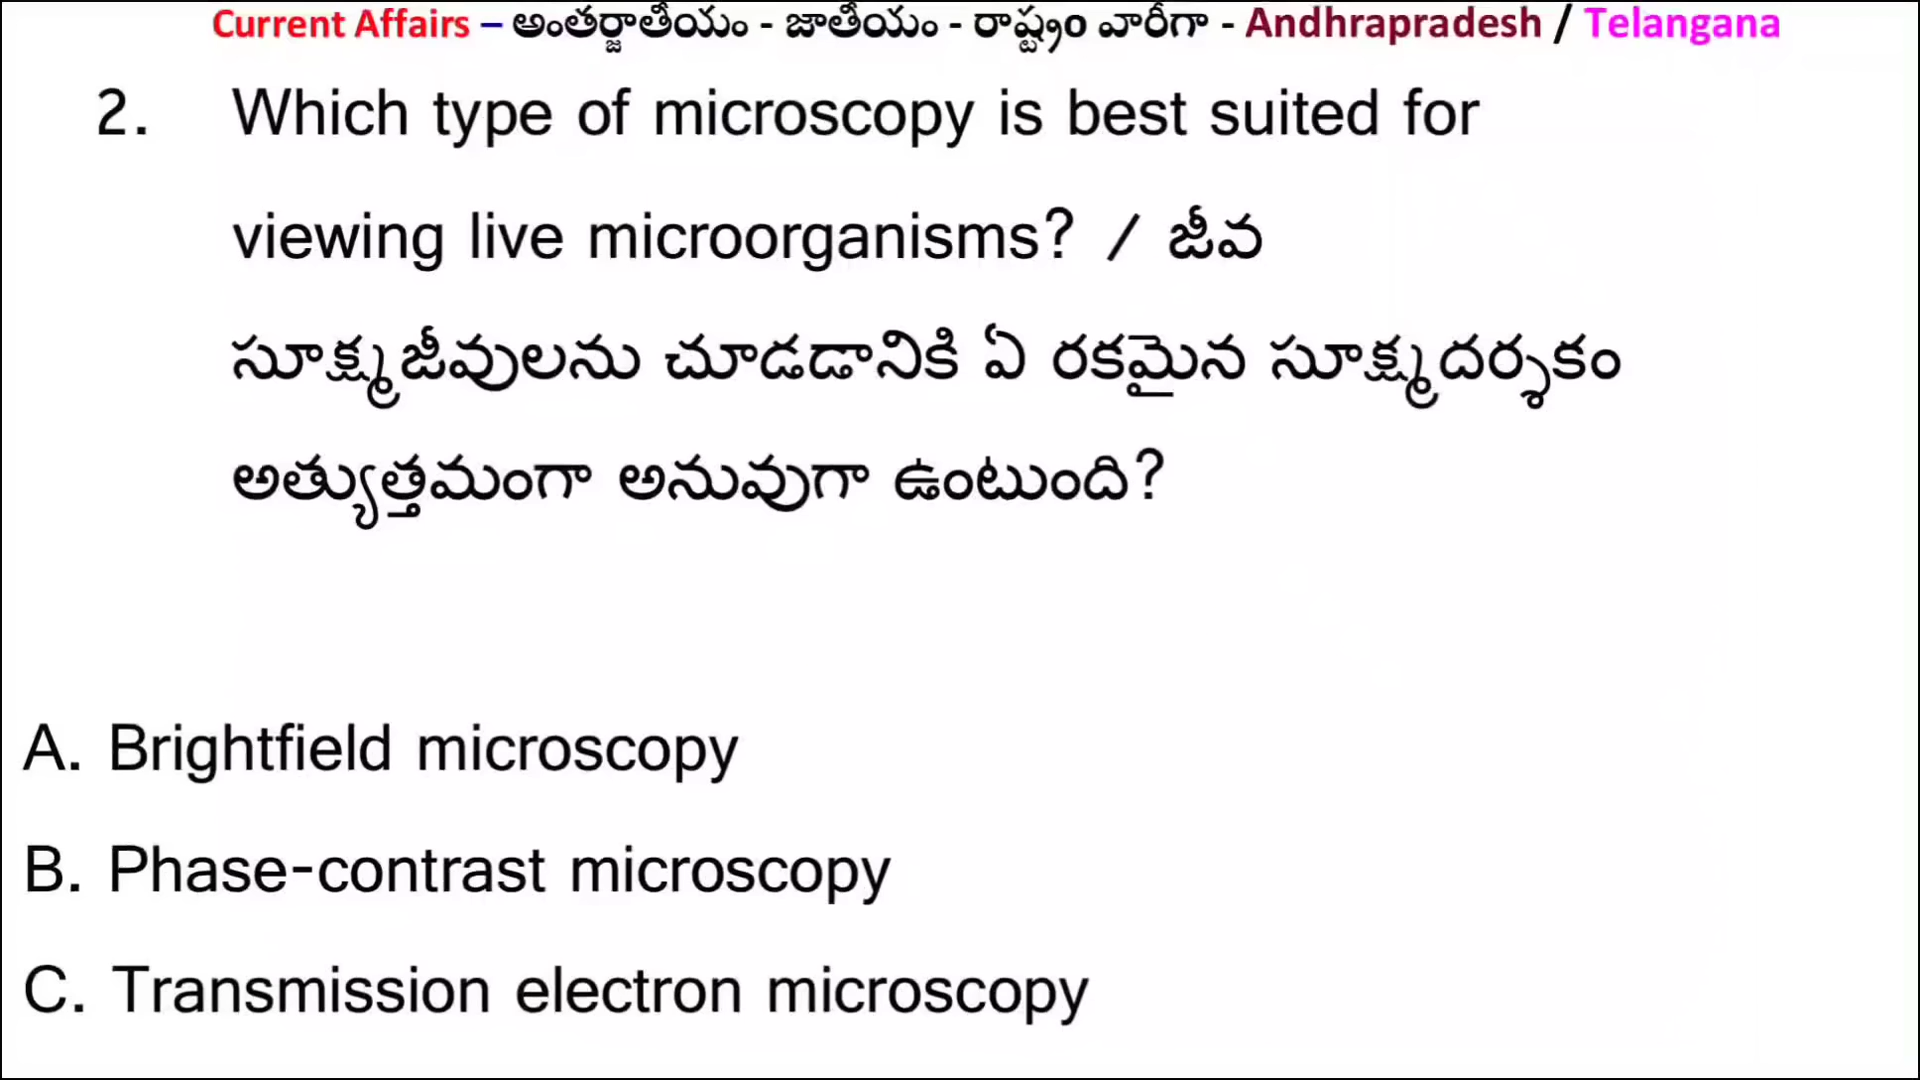 Current Affairs – అంతర్జాతీయం - జాతీయం - రాష్ట్రం వారీగా - Andhrapradesh / Telangana
2. Which type of microscopy is best suited for
viewing live microorganisms? / జీవ
సూక్ష్మజీవులను చూడడానికి ఏ రకమైన సూక్ష్మదర్శకం
అత్యుత్తమంగా అనువుగా ఉంటుంది?
A. Brightfield microscopy
B. Phase-contrast microscopy
C. Transmission electron microscopy